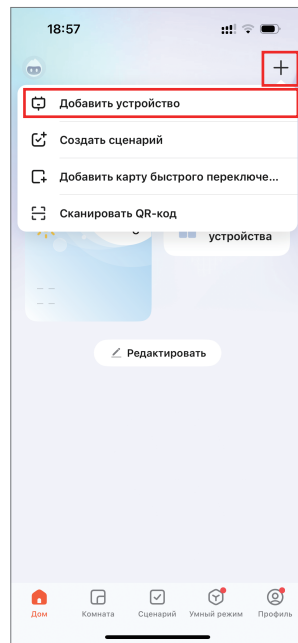 18:57
Добавить устройство
Создать сценарий
Добавить карту быстрого переключе...
Сканировать QR-код
устройства
Редактировать
Дом
Комната
Сценарий
Умный режим
Профиль